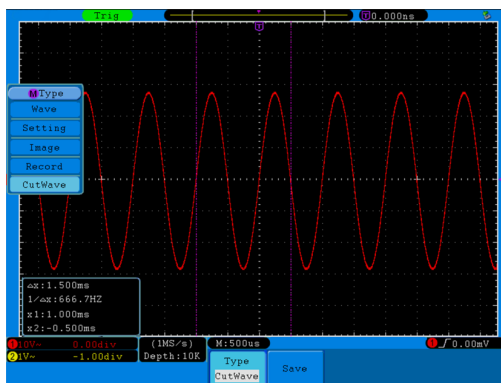 Trig
T 0.000ns
T
M Type
Wave
Setting
Image
Record
CutWave
△x:1.500ms
1/△x:666.7HZ
x1:1.000ms
x2:-0.500ms
1 10V~ 0.00div
(1MS/s)
M:500us
1 0.00mV
2 1V~ -1.00div
Depth:10K
Type
CutWave
Save